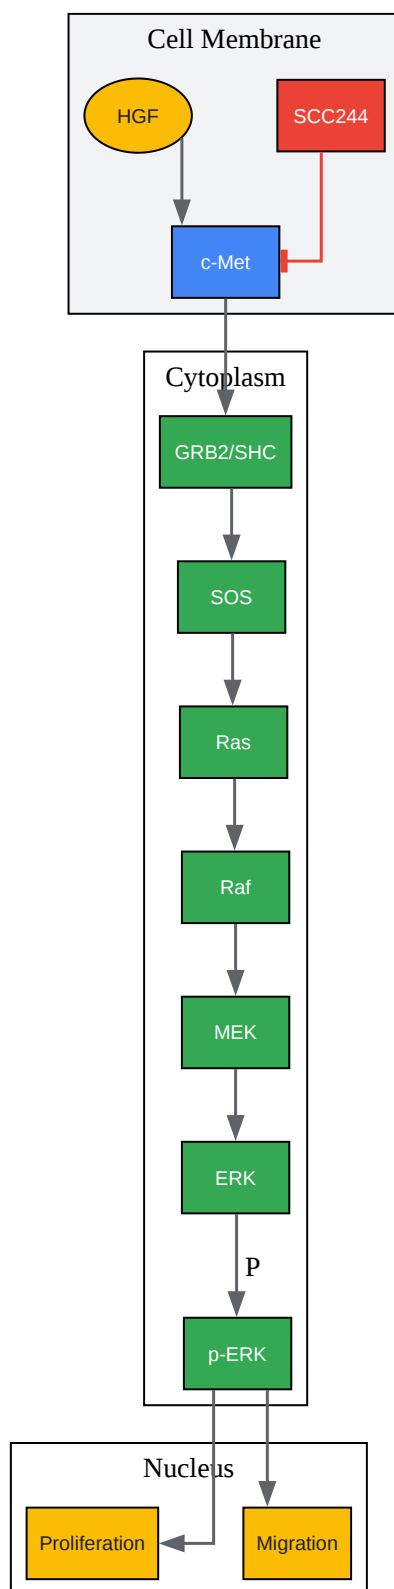 Cell Membrane
HGF
SCC244
c-Met
Cytoplasm
GRB2/SHC
SOS
Ras
Raf
MEK
ERK
P
p-ERK
Nucleus
Proliferation
Migration